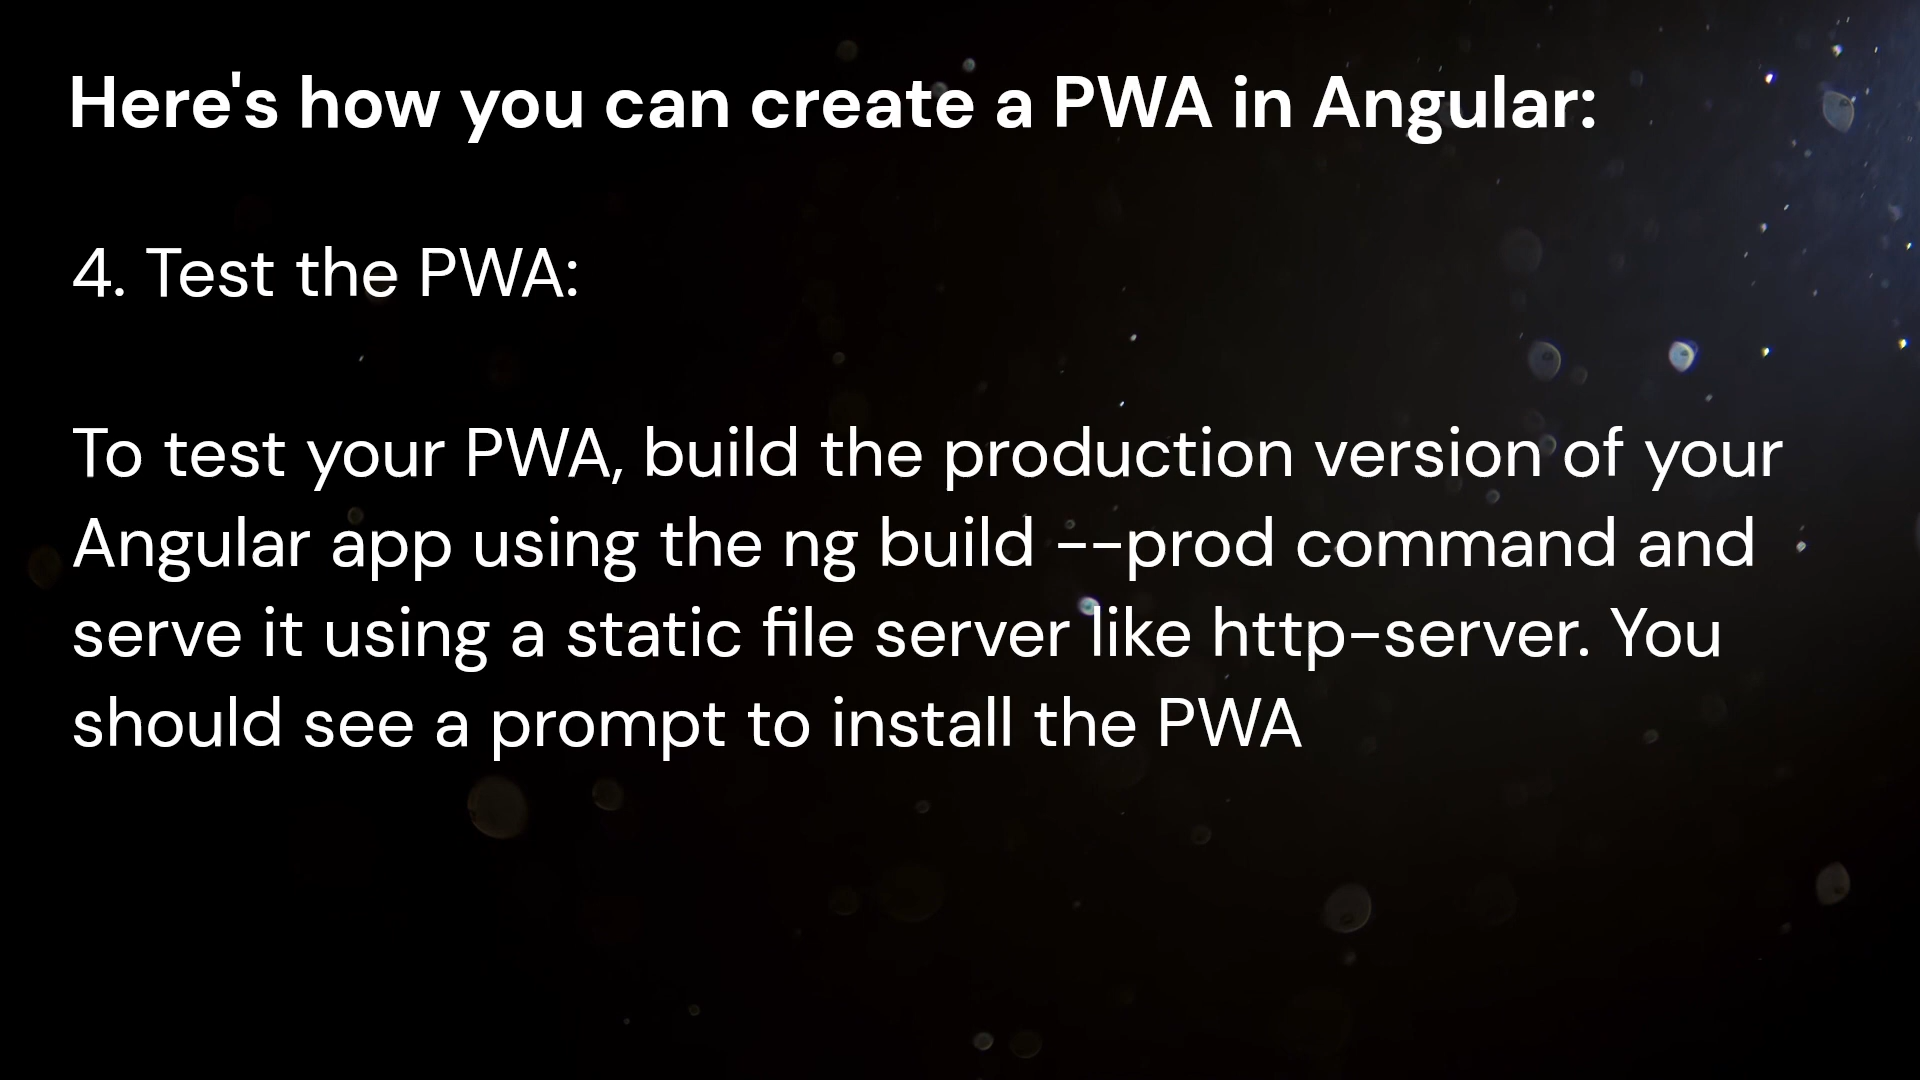 Here's how you can create a PWA in Angular:
4. Test the PWA:
To test your PWA, build the production version of your
Angular app using the ng build --prod command and
serve it using a static file server like http-server. You
should see a prompt to install the PWA